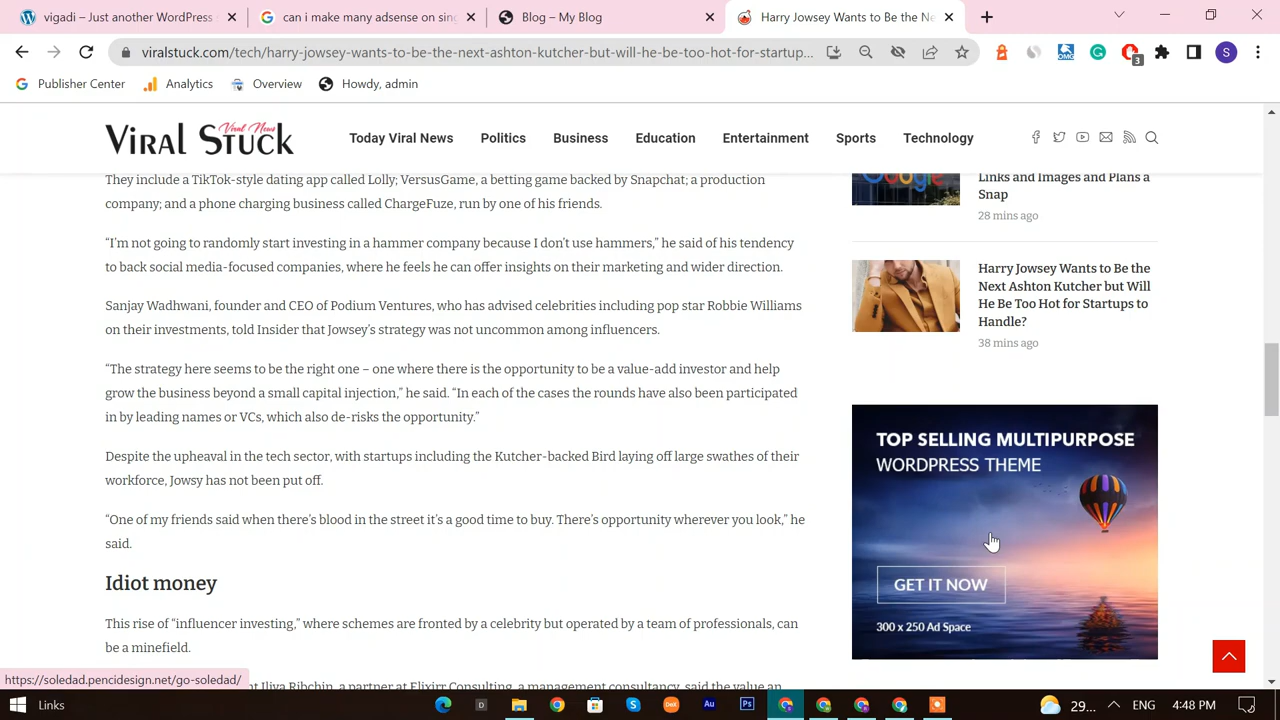 vigadi – Just another WordPress
can i make many adsense on sin
Blog – My Blog
Harry Jowsey Wants to Be the Ne
viralstuck.com/tech/harry-jowsey-wants-to-be-the-next-ashton-kutcher-but-will-he-be-too-hot-for-startup...
3
S
Publisher Center
Analytics
Overview
Howdy, admin
Viral Stuck
Viral News
Today Viral News
Politics
Business
Education
Entertainment
Sports
Technology
They include a TikTok-style dating app called Lolly; VersusGame, a betting game backed by Snapchat; a production
company; and a phone charging business called ChargeFuze, run by one of his friends.
“I’m not going to randomly start investing in a hammer company because I don’t use hammers,” he said of his tendency
to back social media-focused companies, where he feels he can offer insights on their marketing and wider direction.
Sanjay Wadhwani, founder and CEO of Podium Ventures, who has advised celebrities including pop star Robbie Williams
on their investments, told Insider that Jowsey’s strategy was not uncommon among influencers.
“The strategy here seems to be the right one – one where there is the opportunity to be a value-add investor and help
grow the business beyond a small capital injection,” he said. “In each of the cases the rounds have also been participated
in by leading names or VCs, which also de-risks the opportunity.”
Despite the upheaval in the tech sector, with startups including the Kutcher-backed Bird laying off large swathes of their
workforce, Jowsy has not been put off.
“One of my friends said when there’s blood in the street it’s a good time to buy. There’s opportunity wherever you look,” he
said.
Idiot money
This rise of “influencer investing,” where schemes are fronted by a celebrity but operated by a team of professionals, can
be a minefield.
nt Iliya Ribchin, a partner at Elixirr Consulting, a management consultancy, said the value an
Links and Images and Plans a
Snap
28 mins ago
Harry Jowsey Wants to Be the
Next Ashton Kutcher but Will
He Be Too Hot for Startups to
Handle?
38 mins ago
TOP SELLING MULTIPURPOSE
WORDPRESS THEME
GET IT NOW
300 x 250 Ad Space
https://soledad.pencidesign.net/go-soledad/
Links
29...
ENG
4:48 PM